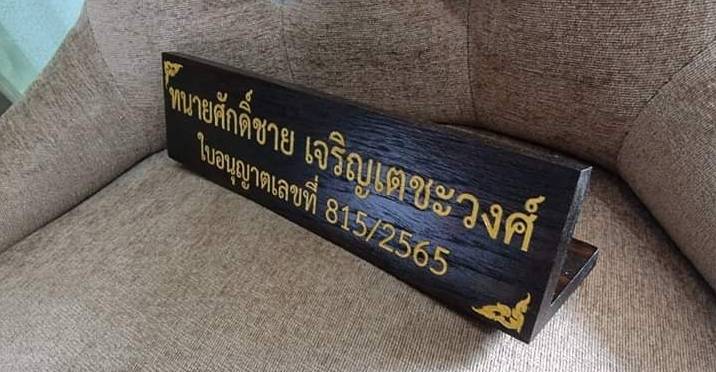 ทนายศักดิ์ชาย เจริญเตชะวงศ์
ใบอนุญาตเลขที่ 815/2565